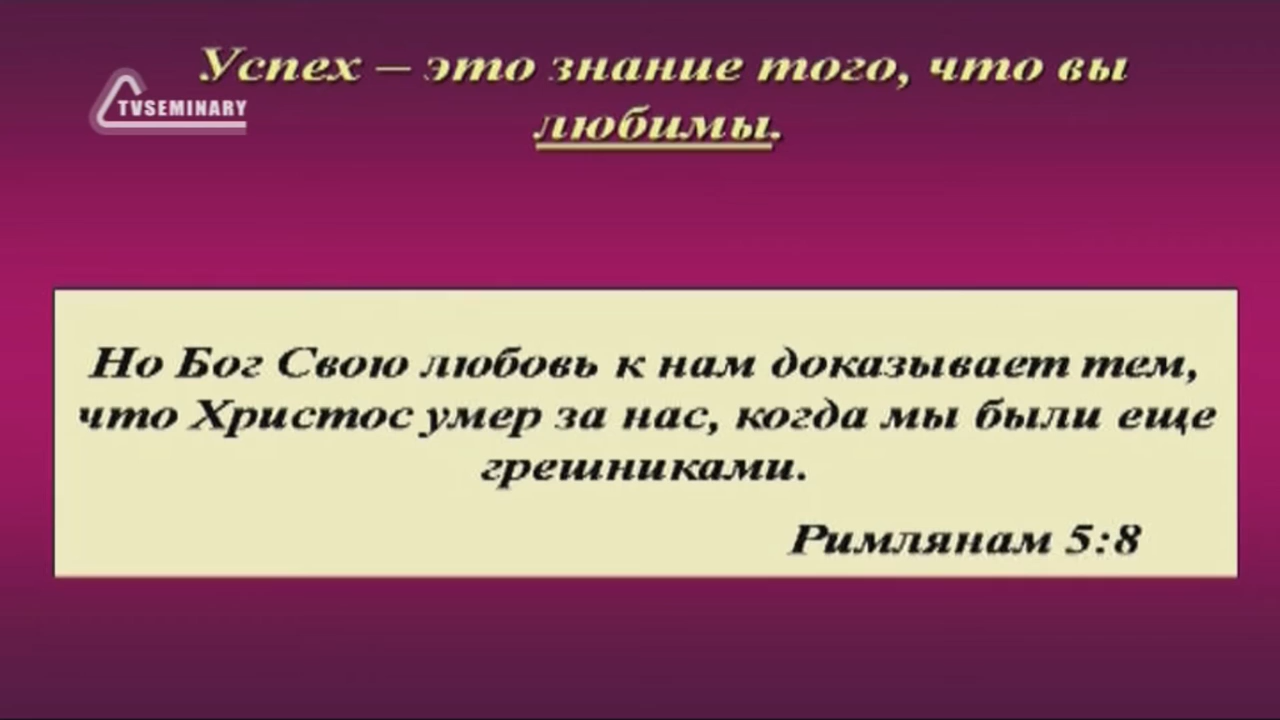 Успех – это знание того, что вы
любимы.
TVSEMINARY
Но Бог Свою любовь к нам доказывает тем,
что Христос умер за нас, когда мы были еще
грешниками.
Римлянам 5:8